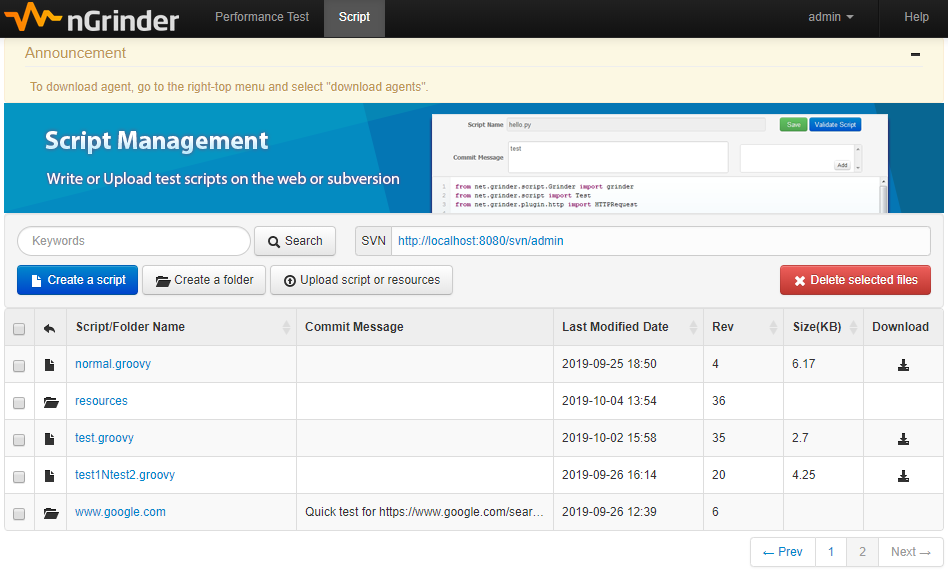 nGrinder Performance Test Script admin Help
Announcement
To download agent, go to the right-top menu and select "download agents".
Script Management
Write or Upload test scripts on the web or subversion
Script Name hello.py Save Validate Script
Commit Message test Add
1 from net.grinder.script.Grinder import grinder
2 from net.grinder.script import Test
3 from net.grinder.plugin.http import HTTPRequest
Keywords Search SVN http://localhost:8080/svn/admin
Create a script Create a folder Upload script or resources Delete selected files
Script/Folder Name Commit Message Last Modified Date Rev Size(KB) Download
normal.groovy 2019-09-25 18:50 4 6.17
resources 2019-10-04 13:54 36
test.groovy 2019-10-02 15:58 35 2.7
test1Ntest2.groovy 2019-09-26 16:14 20 4.25
www.google.com Quick test for https://www.google.com/sear... 2019-09-26 12:39 6
← Prev 1 2 Next →